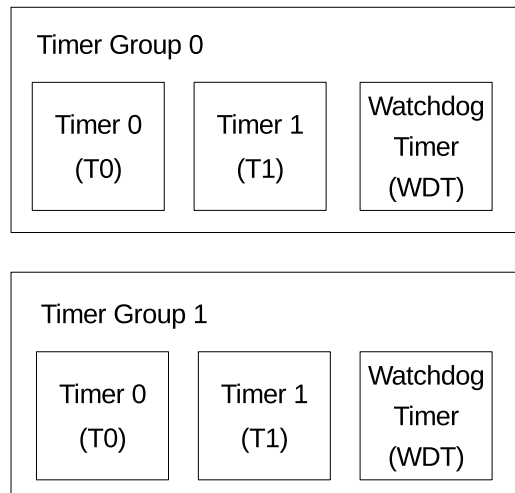 Timer Group 0
Timer 0
(T0)
Timer 1
(T1)
Watchdog
Timer
(WDT)
Timer Group 1
Timer 0
(T0)
Timer 1
(T1)
Watchdog
Timer
(WDT)